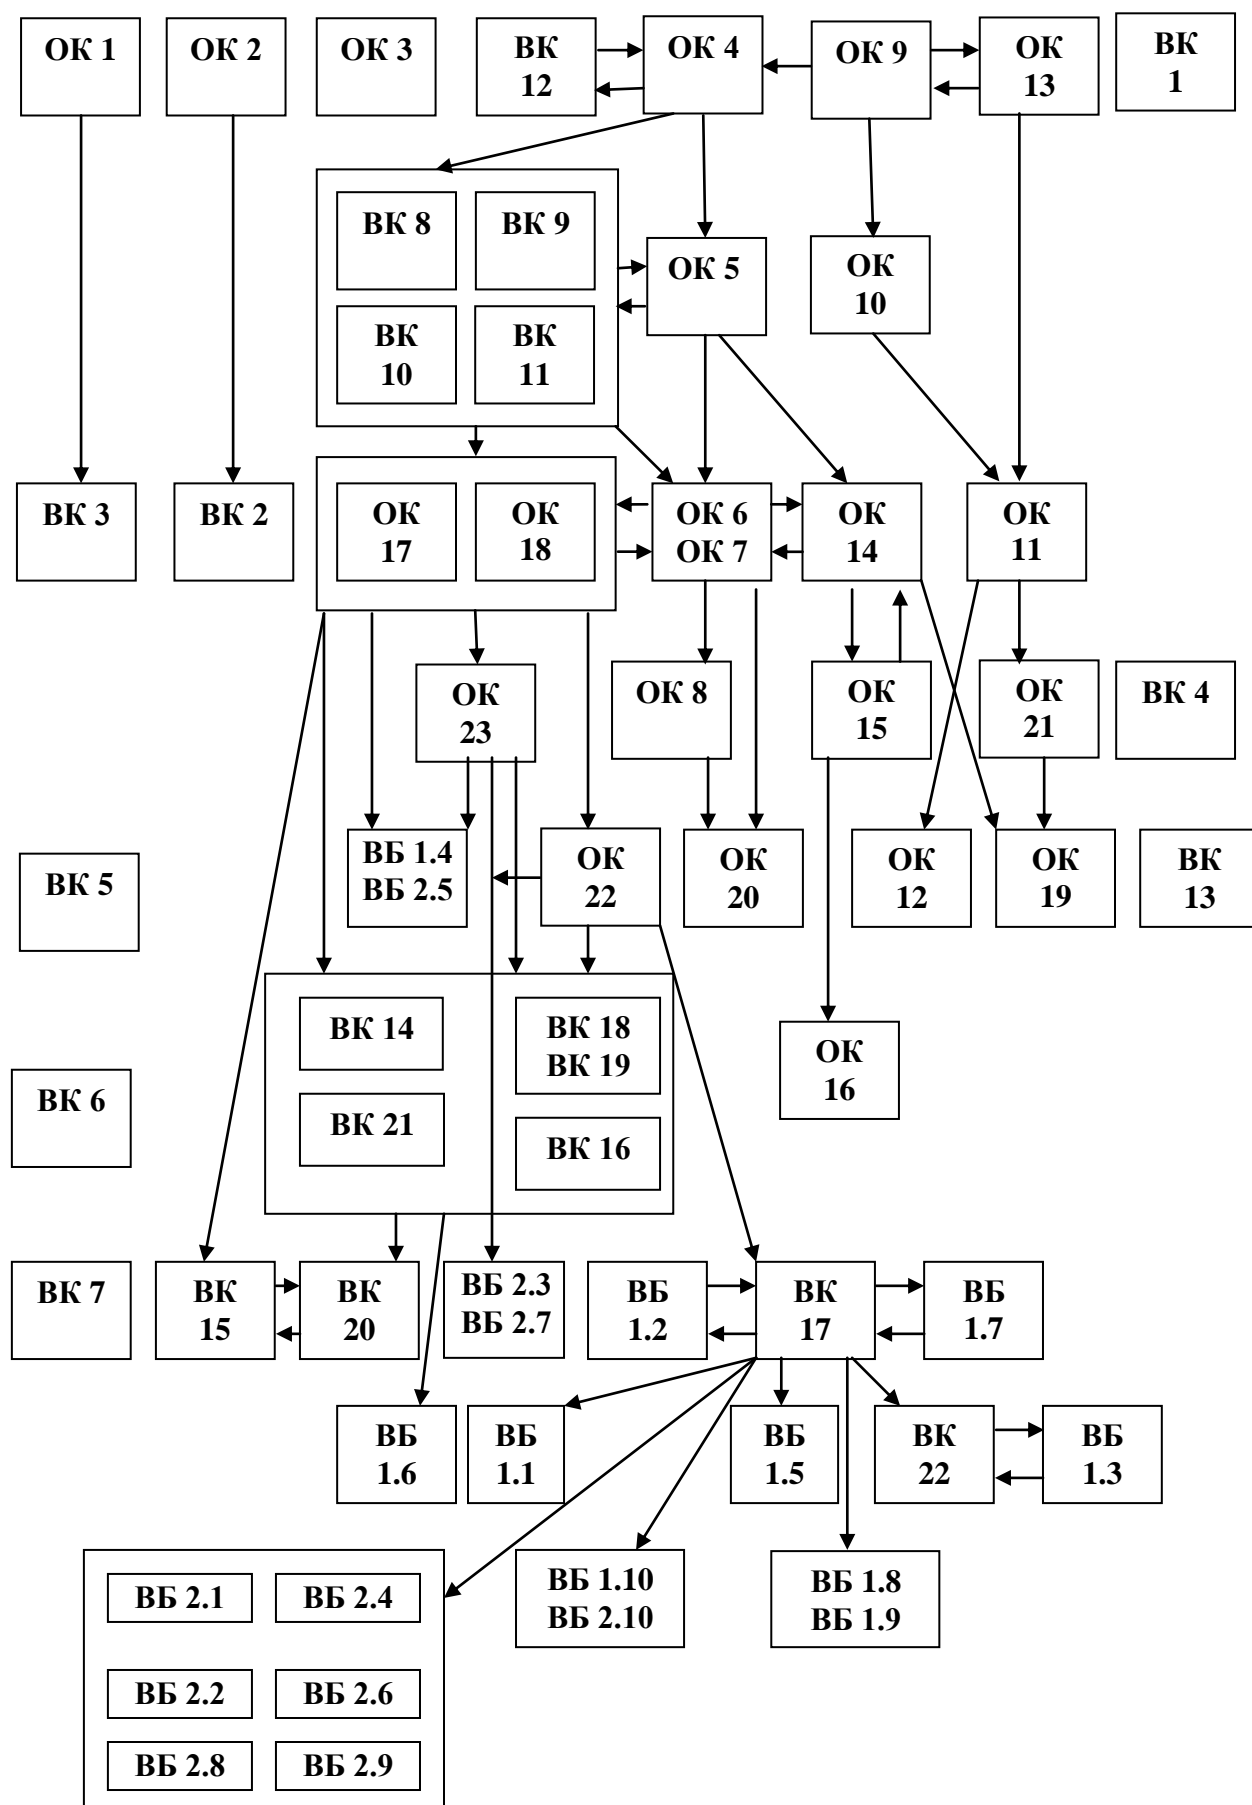 ОК 1
ОК 2
ОК 3
ВК
12
ОК 4
ОК 9
ОК
13
ВК
1
ВК 8
ВК 9
ВК
10
ВК
11
ОК 5
ОК
10
ВК 3
ВК 2
ОК
17
ОК
18
ОК 6
ОК 7
ОК
14
ОК
11
ОК
23
ОК 8
ОК
15
ОК
21
ВК 4
ВК 5
ВБ 1.4
ВБ 2.5
ОК
22
ОК
20
ОК
12
ОК
19
ВК
13
ВК 14
ВК 18
ВК 19
ВК 21
ВК 16
ОК
16
ВК 6
ВК 7
ВК
15
ВК
20
ВБ 2.3
ВБ 2.7
ВБ
1.2
ВК
17
ВБ
1.7
ВБ
1.6
ВБ
1.1
ВБ
1.5
ВК
22
ВБ
1.3
ВБ 2.1
ВБ 2.4
ВБ 2.2
ВБ 2.6
ВБ 2.8
ВБ 2.9
ВБ 1.10
ВБ 2.10
ВБ 1.8
ВБ 1.9